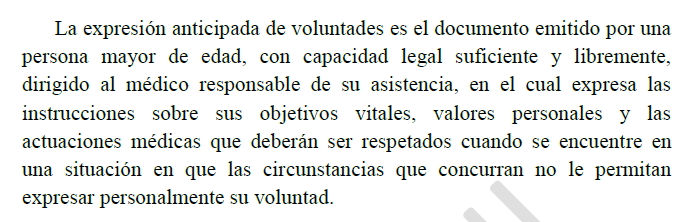 La expresión anticipada de voluntades es el documento emitido por una
persona mayor de edad, con capacidad legal suficiente y libremente,
dirigido al médico responsable de su asistencia, en el cual expresa las
instrucciones sobre sus objetivos vitales, valores personales y las
actuaciones médicas que deberán ser respetados cuando se encuentre en
una situación en que las circunstancias que concurran no le permitan
expresar personalmente su voluntad.